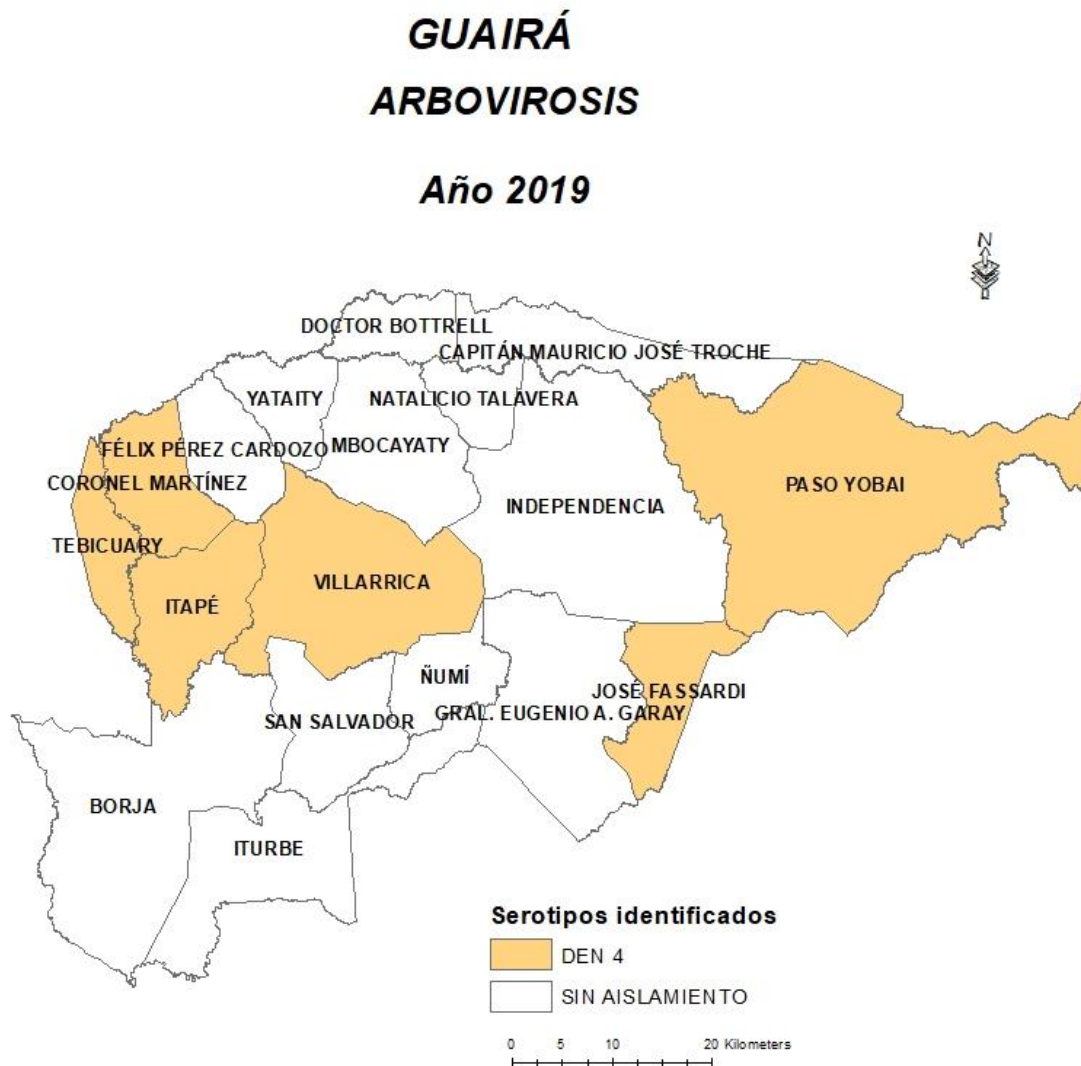 GUAIRÁ
ARBOVIROSIS
Año 2019
N
DOCTOR BOTTRELL
CAPITÁN MAURICIO JOSÉ TROCHE
YATAITY
NATALICIO TALAVERA
FÉLIX PÉREZ CARDOZO
MBOCAYATY
CORONEL MARTÍNEZ
PASO YOBAI
INDEPENDENCIA
TEBICUARY
VILLARRICA
ITAPÉ
ÑUMÍ
JOSÉ FASSARDI
GRAL. EUGENIO A. GARAY
SAN SALVADOR
BORJA
ITURBE
Serotipos identificados
DEN 4
SIN AISLAMIENTO
0 5 10 20 Kilometers